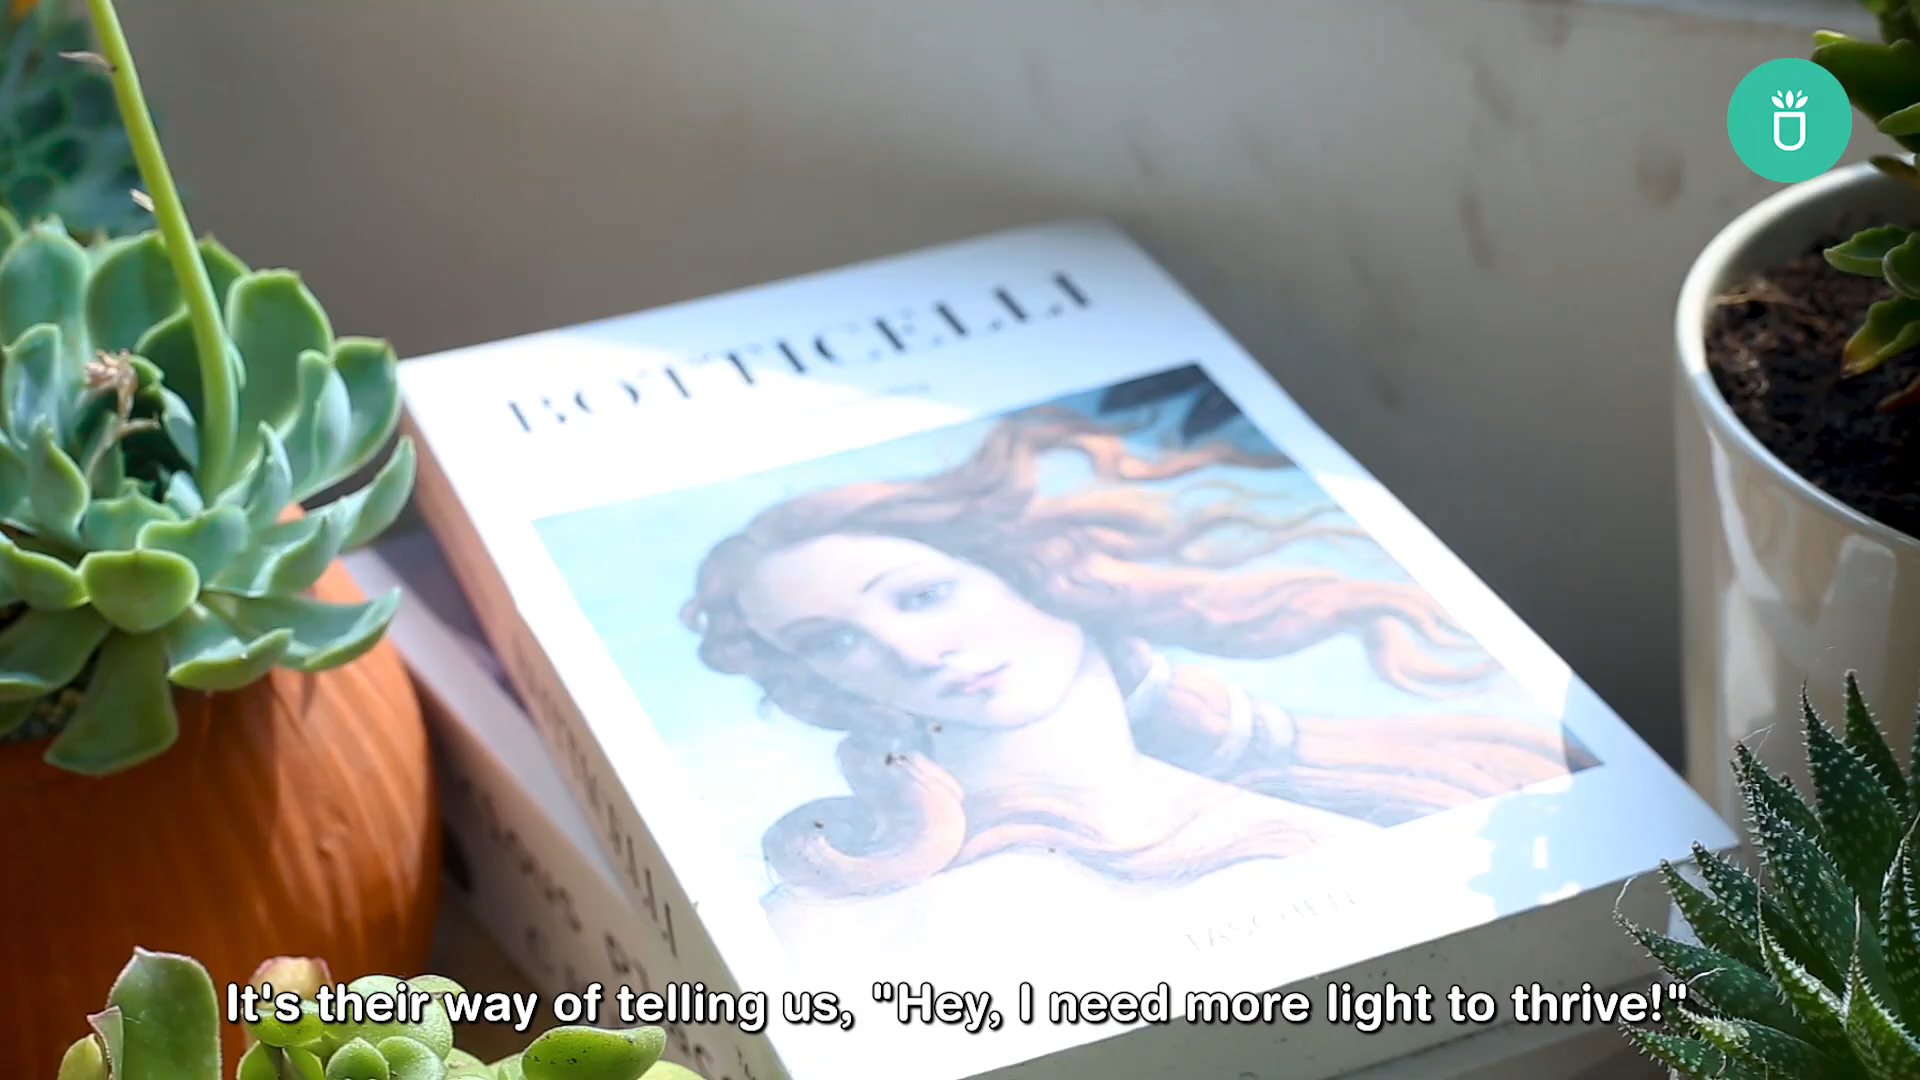 BOTTICELLI
TASCHEN
It's their way of telling us, "Hey, I need more light to thrive!"